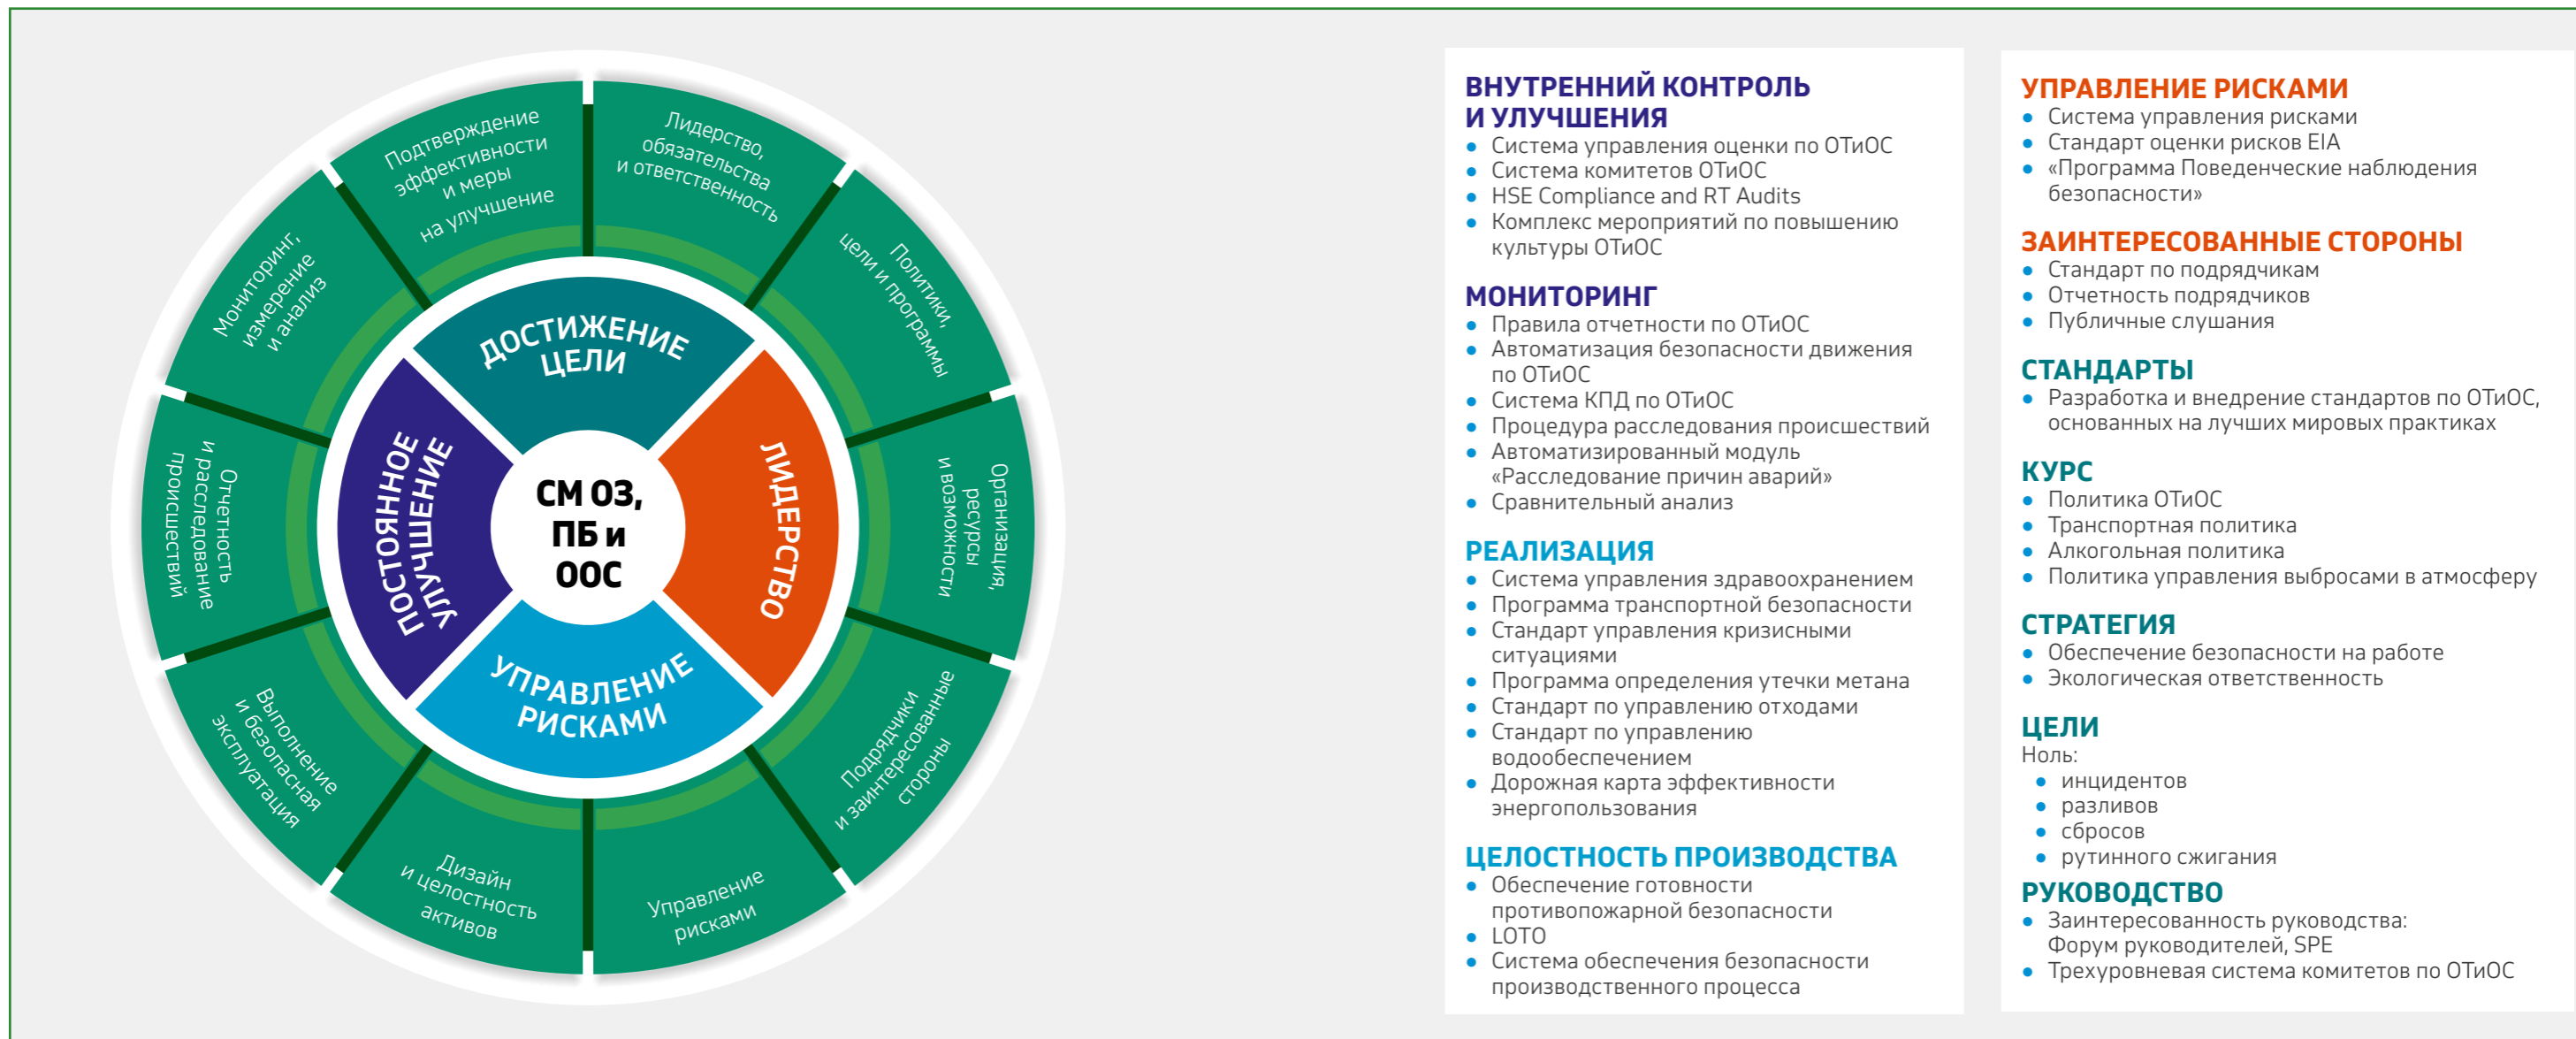 Лидерство,
обязательства
и ответственность
Политики,
цели и программы
Организация,
ресурсы
и возможности
Подрядчики
и заинтересованные
стороны
Управление
рисками
Дизайн
и целостность
активов
Выполнение
и безопасная
эксплуатация
Отчетность
и расследование
происшествий
Мониторинг,
измерение
и анализ
Подтверждение
эффективности
и меры
на улучшение
ДОСТИЖЕНИЕ
ЦЕЛИ
ЛИДЕРСТВО
УПРАВЛЕНИЕ
РИСКАМИ
ПОСТОЯННОЕ
УЛУЧШЕНИЕ
СМ ОЗ,
ПБ и
ООС
ВНУТРЕННИЙ КОНТРОЛЬ
И УЛУЧШЕНИЯ
• Система управления оценки по ОТиОС
• Система комитетов ОТиОС
• HSE Compliance and RT Audits
• Комплекс мероприятий по повышению
культуры ОТиОС
МОНИТОРИНГ
• Правила отчетности по ОТиОС
• Автоматизация безопасности движения
по ОТиОС
• Система КПД по ОТиОС
• Процедура расследования происшествий
• Автоматизированный модуль
«Расследование причин аварий»
• Сравнительный анализ
РЕАЛИЗАЦИЯ
• Система управления здравоохранением
• Программа транспортной безопасности
• Стандарт управления кризисными
ситуациями
• Программа определения утечки метана
• Стандарт по управлению отходами
• Стандарт по управлению
водообеспечением
• Дорожная карта эффективности
энергопользования
ЦЕЛОСТНОСТЬ ПРОИЗВОДСТВА
• Обеспечение готовности
противопожарной безопасности
• LOTO
• Система обеспечения безопасности
производственного процесса
УПРАВЛЕНИЕ РИСКАМИ
• Система управления рисками
• Стандарт оценки рисков EIA
• «Программа Поведенческие наблюдения
безопасности»
ЗАИНТЕРЕСОВАННЫЕ СТОРОНЫ
• Стандарт по подрядчикам
• Отчетность подрядчиков
• Публичные слушания
СТАНДАРТЫ
• Разработка и внедрение стандартов по ОТиОС,
основанных на лучших мировых практиках
КУРС
• Политика ОТиОС
• Транспортная политика
• Алкогольная политика
• Политика управления выбросами в атмосферу
СТРАТЕГИЯ
• Обеспечение безопасности на работе
• Экологическая ответственность
ЦЕЛИ
Ноль:
• инцидентов
• разливов
• сбросов
• рутинного сжигания
РУКОВОДСТВО
• Заинтересованность руководства:
Форум руководителей, SPE
• Трехуровневая система комитетов по ОТиОС